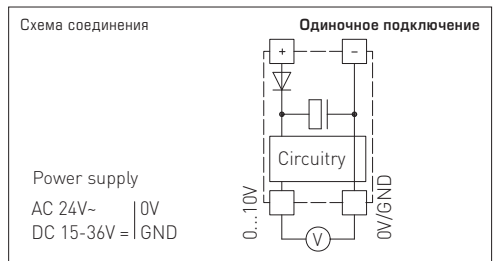 Схема соединения
Одиночное подключение
+ −
Circuitry
Power supply
AC 24V~ 0V
DC 15-36V = GND
0...10V
0V/GND
V